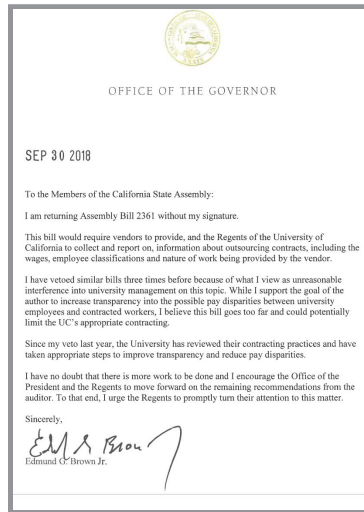 OFFICE OF THE GOVERNOR
SEP 30 2018
To the Members of the California State Assembly:
I am returning Assembly Bill 2361 without my signature.
This bill would require vendors to provide, and the Regents of the University of
California to collect and report on, information about outsourcing contracts, including the
wages, employee classifications and nature of work being provided by the vendor.
I have vetoed similar bills three times before because of what I view as unreasonable
interference into university management on this topic. While I support the goal of the
author to increase transparency into the possible pay disparities between university
employees and contracted workers, I believe this bill goes too far and could potentially
limit the UC's appropriate contracting.
Since my veto last year, the University has reviewed their contracting practices and have
taken appropriate steps to improve transparency and reduce pay disparities.
I have no doubt that there is more work to be done and I encourage the Office of the
President and the Regents to move forward on the remaining recommendations from the
auditor. To that end, I urge the Regents to promptly turn their attention to this matter.
Sincerely,
Edmund G. Brown Jr.